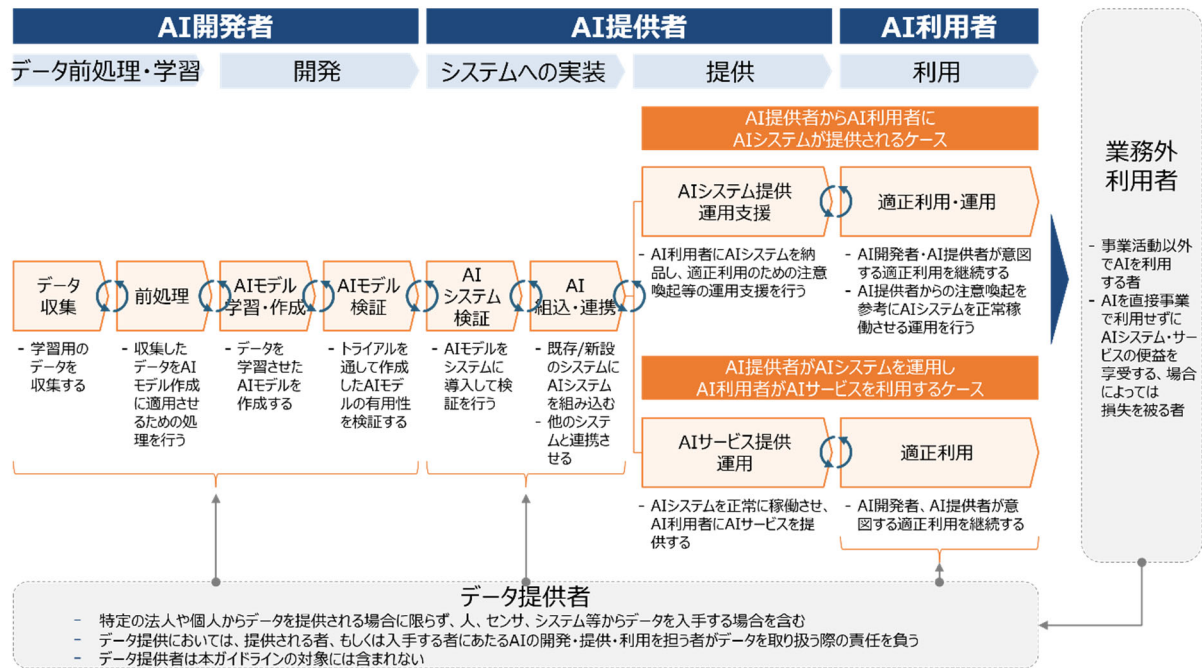 AI開発者
AI提供者
AI利用者
データ前処理・学習
開発
システムへの実装
提供
利用
AI提供者からAI利用者に
AIシステムが提供されるケース
AIシステム提供
運用支援
適正利用・運用
- AI利用者にAIシステムを納
品し、適正利用のための注意
喚起等の運用支援を行う
- AI開発者・AI提供者が意図
する適正利用を継続する
- AI提供者からの注意喚起を
参考にAIシステムを正常稼
働させる運用を行う
データ
収集
前処理
AIモデル
学習・作成
AIモデル
検証
AI
システム
検証
AI
組込・連携
- 学習用の
データを
収集する
- 収集した
データをAI
モデル作成
に適用させ
るための処
理を行う
- データを
学習させた
AIモデルを
作成する
- トライアルを
通して作成
したAIモデ
ルの有用性
を検証する
- AIモデルを
システムに
導入して検
証を行う
- 既存/新設
のシステムに
AIシステム
を組み込む
- 他のシステ
ムと連携さ
せる
AI提供者がAIシステムを運用し
AI利用者がAIサービスを利用するケース
AIサービス提供
運用
適正利用
- AIシステムを正常に稼働させ、
AI利用者にAIサービスを提
供する
- AI開発者、AI提供者が意
図する適正利用を継続する
業務外
利用者
- 事業活動以外
でAIを利用
する者
- AIを直接事業
で利用せずに
AIシステム・サー
ビスの便益を
享受する、場合
によっては
損失を被る者
データ提供者
- 特定の法人や個人からデータを提供される場合に限らず、人、センサ、システム等からデータを入手する場合を含む
- データ提供においては、提供される者、もしくは入手する者にあたるAIの開発・提供・利用を担う者がデータを取り扱う際の責任を負う
- データ提供者は本ガイドラインの対象には含まれない